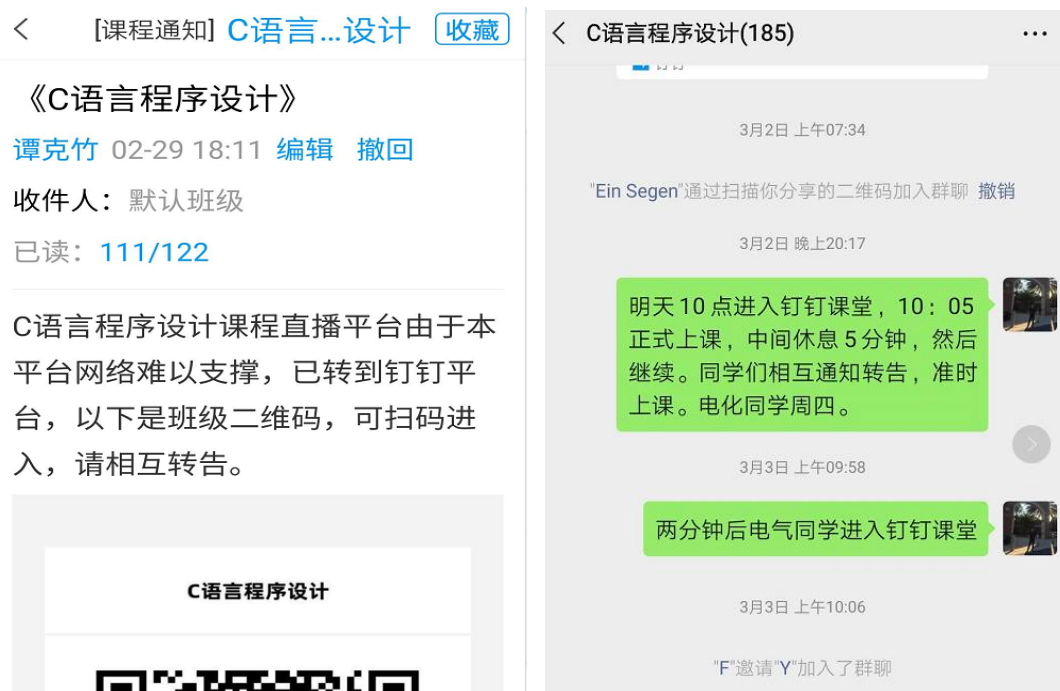 [课程通知] C语言...设计 收藏
《C语言程序设计》
谭克竹 02-29 18:11 编辑 撤回
收件人：默认班级
已读：111/122
C语言程序设计课程直播平台由于本
平台网络难以支撑，已转到钉钉平
台，以下是班级二维码，可扫码进
入，请相互转告。
C语言程序设计
C语言程序设计(185)
3月2日 上午07:34
"Ein Segen"通过扫描你分享的二维码加入群聊 撤销
3月2日 晚上20:17
明天10点进入钉钉课堂，10：05
正式上课，中间休息5分钟，然后
继续。同学们相互通知转告，准时
上课。电化同学周四。
3月3日 上午09:58
两分钟后电气同学进入钉钉课堂
3月3日 上午10:06
"F"邀请"Y"加入了群聊